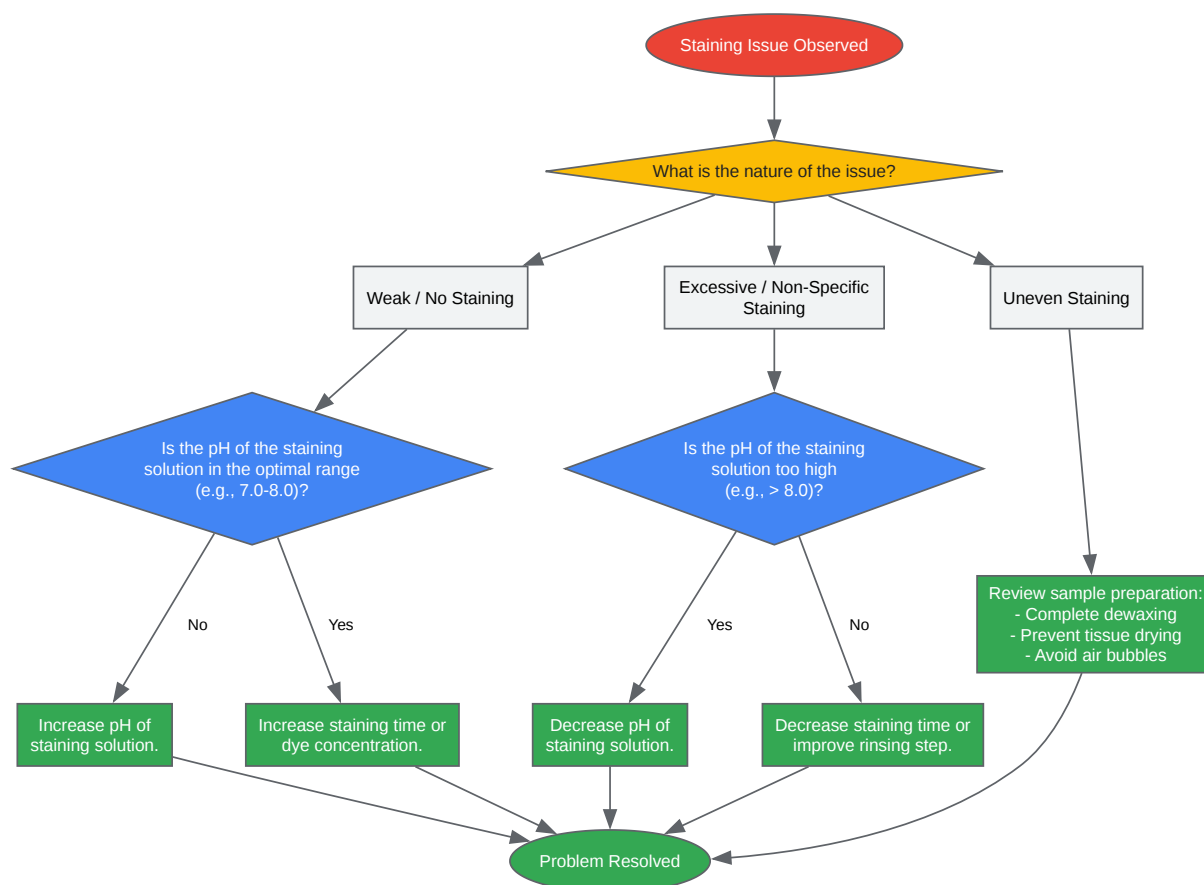 Staining Issue Observed
What is the nature of the issue?
Weak / No Staining
Excessive / Non-Specific
Staining
Uneven Staining
Is the pH of the staining
solution in the optimal range
(e.g., 7.0-8.0)?
Is the pH of the staining
solution too high
(e.g., > 8.0)?
No
Yes
Yes
No
Review sample preparation:
- Complete dewaxing
- Prevent tissue drying
- Avoid air bubbles
Increase pH of
staining solution.
Increase staining time or
dye concentration.
Decrease pH of
staining solution.
Decrease staining time or
improve rinsing step.
Problem Resolved